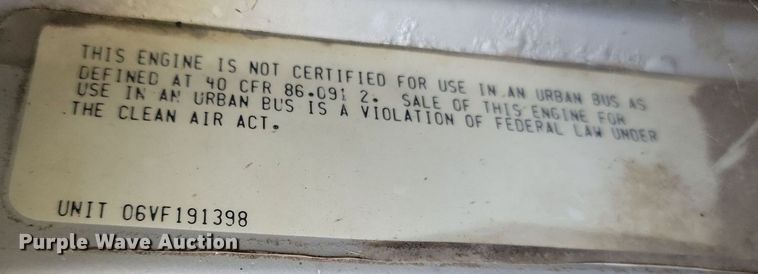 THIS ENGINE IS NOT CERTIFIED FOR USE IN AN URBAN BUS AS
DEFINED AT 40 CFR 86.091 2. SALE OF THIS ENGINE FOR
USE IN AN URBAN BUS IS A VIOLATION OF FEDERAL LAW UNDER
THE CLEAN AIR ACT.
UNIT 06VF191398
Purple Wave Auction